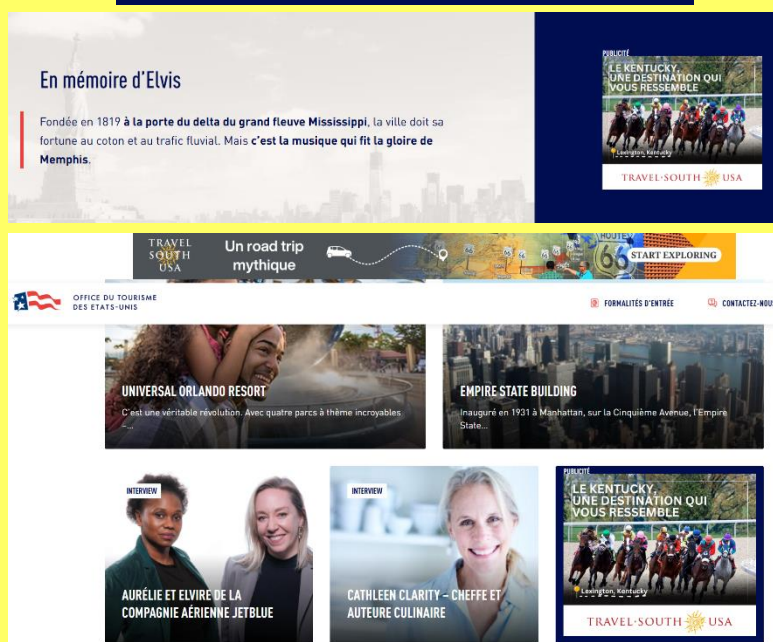 En mémoire d'Elvis
Fondée en 1819 à la porte du delta du grand fleuve Mississippi, la ville doit sa
fortune au coton et au trafic fluvial. Mais c'est la musique qui fit la gloire de
Memphis.
PUBLICITÉ
LE KENTUCKY,
UNE DESTINATION QUI
VOUS RESSEMBLE
Lexington, Kentucky
TRAVEL·SOUTH USA
TRAVEL
SOUTH
USA
Un road trip
mythique
66
START EXPLORING
OFFICE DU TOURISME
DES ETATS-UNIS
FORMALITÉS D'ENTRÉE
CONTACTEZ-NOUS
UNIVERSAL ORLANDO RESORT
C'est une véritable révolution. Avec quatre parcs à thème incroyables
–...
EMPIRE STATE BUILDING
Inauguré en 1931 à Manhattan, sur la Cinquième Avenue, l'Empire
State...
INTERVIEW
AURÉLIE ET ELVIRE DE LA
COMPAGNIE AÉRIENNE JETBLUE
INTERVIEW
CATHLEEN CLARITY – CHEFFE ET
AUTEURE CULINAIRE
PUBLICITÉ
LE KENTUCKY,
UNE DESTINATION QUI
VOUS RESSEMBLE
Lexington, Kentucky
TRAVEL·SOUTH USA